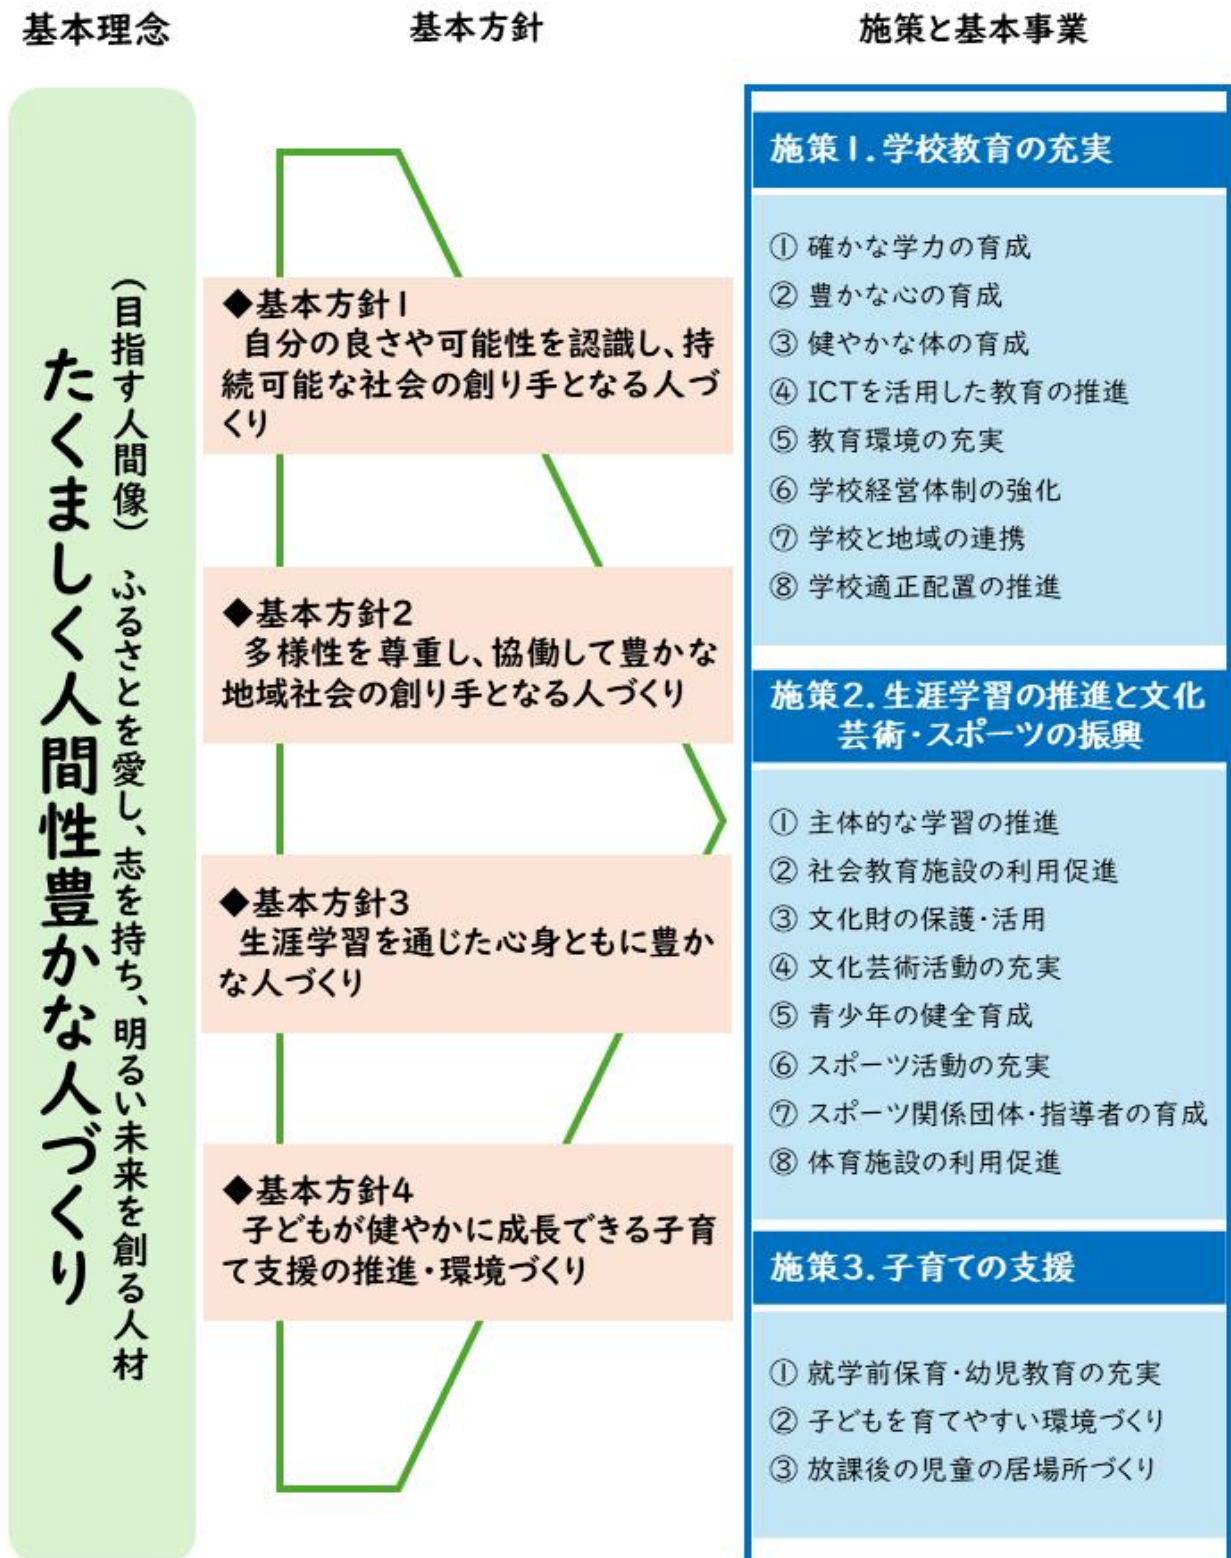 基本理念
基本方針
施策と基本事業
たくましく人間性豊かな人づくり
（目指す人間像） ふるさとを愛し、志を持ち、明るい未来を創る人材
◆基本方針1
自分の良さや可能性を認識し、持
続可能な社会の創り手となる人づ
くり
◆基本方針2
多様性を尊重し、協働して豊かな
地域社会の創り手となる人づくり
◆基本方針3
生涯学習を通じた心身ともに豊か
な人づくり
◆基本方針4
子どもが健やかに成長できる子育
て支援の推進・環境づくり
施策1.学校教育の充実
① 確かな学力の育成
② 豊かな心の育成
③ 健やかな体の育成
④ ICTを活用した教育の推進
⑤ 教育環境の充実
⑥ 学校経営体制の強化
⑦ 学校と地域の連携
⑧ 学校適正配置の推進
施策2.生涯学習の推進と文化
芸術・スポーツの振興
① 主体的な学習の推進
② 社会教育施設の利用促進
③ 文化財の保護・活用
④ 文化芸術活動の充実
⑤ 青少年の健全育成
⑥ スポーツ活動の充実
⑦ スポーツ関係団体・指導者の育成
⑧ 体育施設の利用促進
施策3.子育ての支援
① 就学前保育・幼児教育の充実
② 子どもを育てやすい環境づくり
③ 放課後の児童の居場所づくり